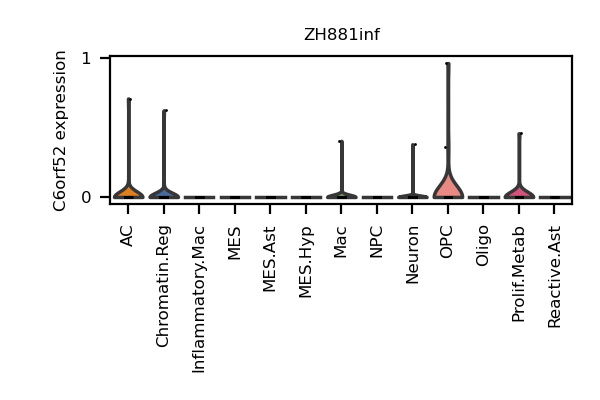 ZH881inf
C6orf52 expression
1
0
AC
Chromatin.Reg
Inflammatory.Mac
MES
MES.Ast
MES.Hyp
Mac
NPC
Neuron
OPC
Oligo
Prolif.Metab
Reactive.Ast